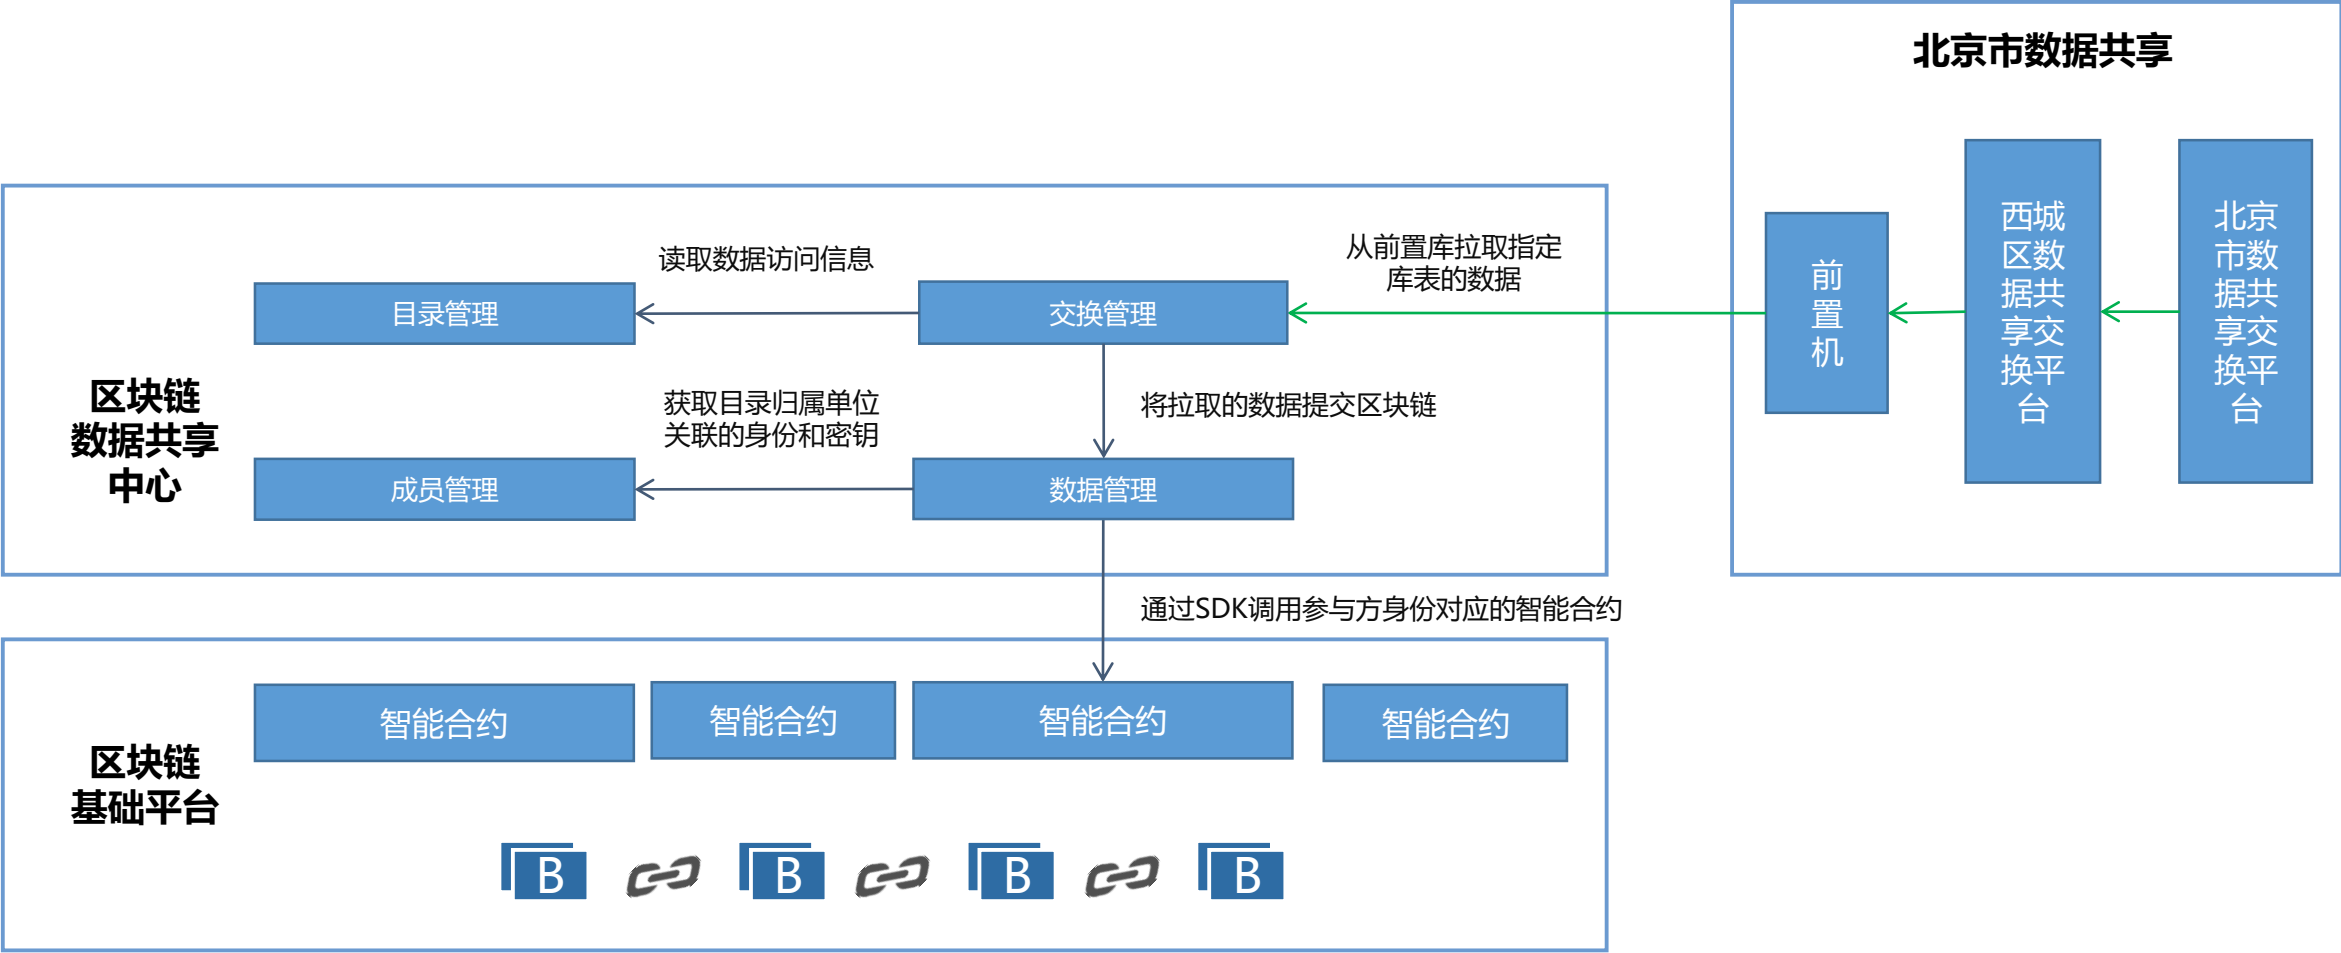 北京市数据共享
北京
市数
据共
享交
换平
台
西城
区数
据共
享交
换平
台
前
置
机
从前置库拉取指定
库表的数据
读取数据访问信息
目录管理
交换管理
区块链
数据共享
中心
获取目录归属单位
关联的身份和密钥
将拉取的数据提交区块链
成员管理
数据管理
通过SDK调用参与方身份对应的智能合约
区块链
基础平台
智能合约
智能合约
智能合约
智能合约
B
B
B
B